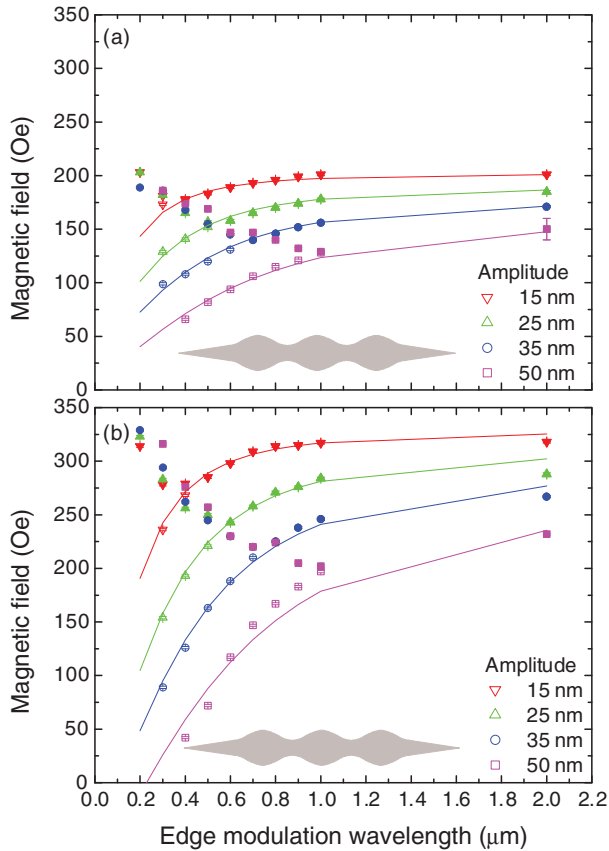 (a)
350
300
250
200
150
100
50
0
Magnetic field (Oe)
Amplitude
15 nm
25 nm
35 nm
50 nm
(b)
350
300
250
200
150
100
50
0
Magnetic field (Oe)
Amplitude
15 nm
25 nm
35 nm
50 nm
0.0 0.2 0.4 0.6 0.8 1.0 1.2 1.4 1.6 1.8 2.0 2.2
Edge modulation wavelength (μm)